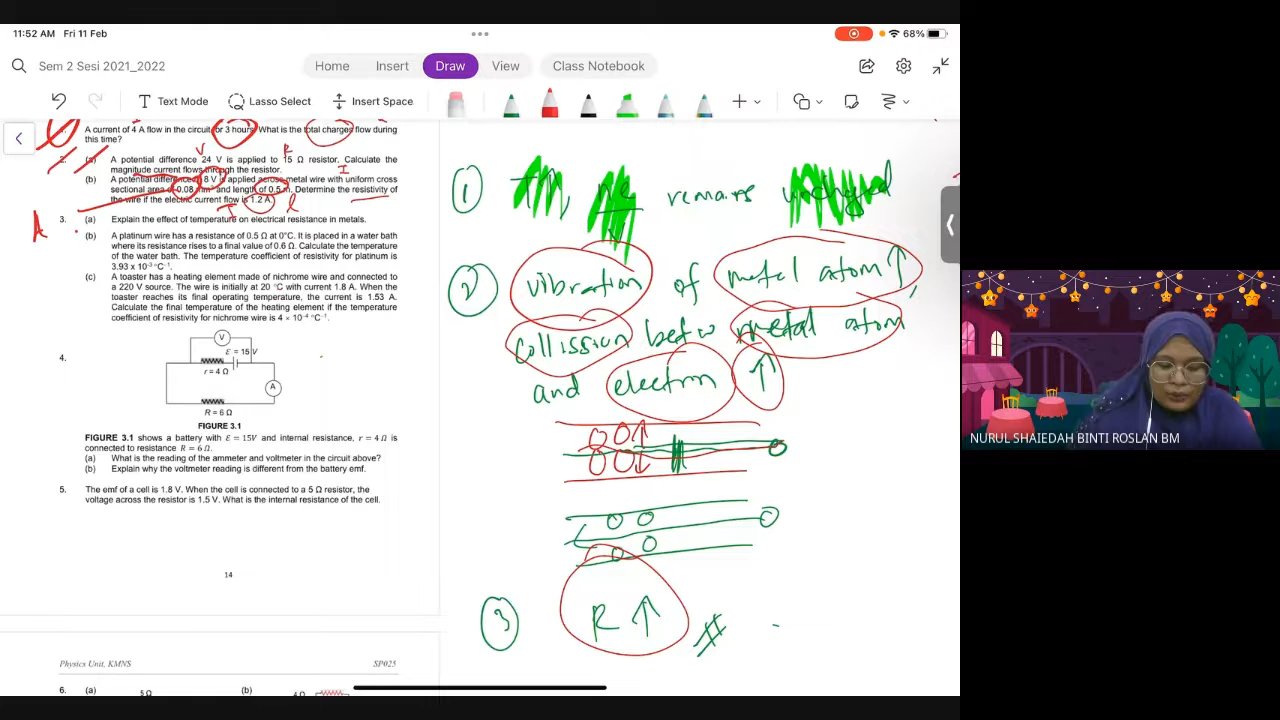 11:52 AM Fri 11 Feb
68%
Sem 2 Sesi 2021_2022
Home Insert Draw View Class Notebook
Text Mode Lasso Select Insert Space
A current of 4 A flow in the circuit for 3 hours. What is the total charges flow during
this time?
2. (a) A potential difference 24 V is applied to 15 Ω resistor. Calculate the
magnitude current flows through the resistor.
(b) A potential difference of 8 V is applied across metal wire with uniform cross
sectional area of 0.08 and length of 0.5 m. Determine the resistivity of
the wire if the electric current flow is 1.2 A.
V R I
I l
A
3. (a) Explain the effect of temperature on electrical resistance in metals.
(b) A platinum wire has a resistance of 0.5 Ω at 0°C. It is placed in a water bath
where its resistance rises to a final value of 0.6 Ω. Calculate the temperature
of the water bath. The temperature coefficient of resistivity for platinum is
3.93 x 10⁻³ °C⁻¹.
(c) A toaster has a heating element made of nichrome wire and connected to
a 220 V source. The wire is initially at 20 °C with current 1.8 A. When the
toaster reaches its final operating temperature, the current is 1.53 A.
Calculate the final temperature of the heating element if the temperature
coefficient of resistivity for nichrome wire is 4 × 10⁻⁴ °C⁻¹.
4.
V
ℰ = 15 V
r = 4 Ω
A
R = 6 Ω
FIGURE 3.1
FIGURE 3.1 shows a battery with ℰ = 15V and internal resistance, r = 4 Ω is
connected to resistance R = 6 Ω.
(a) What is the reading of the ammeter and voltmeter in the circuit above?
(b) Explain why the voltmeter reading is different from the battery emf.
5. The emf of a cell is 1.8 V. When the cell is connected to a 5 Ω resistor, the
voltage across the resistor is 1.5 V. What is the internal resistance of the cell.
14
Physics Unit, KMNS SP025
6. (a) 5 Ω (b)
① T↑, ne remains unchged
② vibration of metal atom ↑,
collission betw metal atom
and electron ↑
③ R ↑ #
NURUL SHAIEDAH BINTI ROSLAN BM